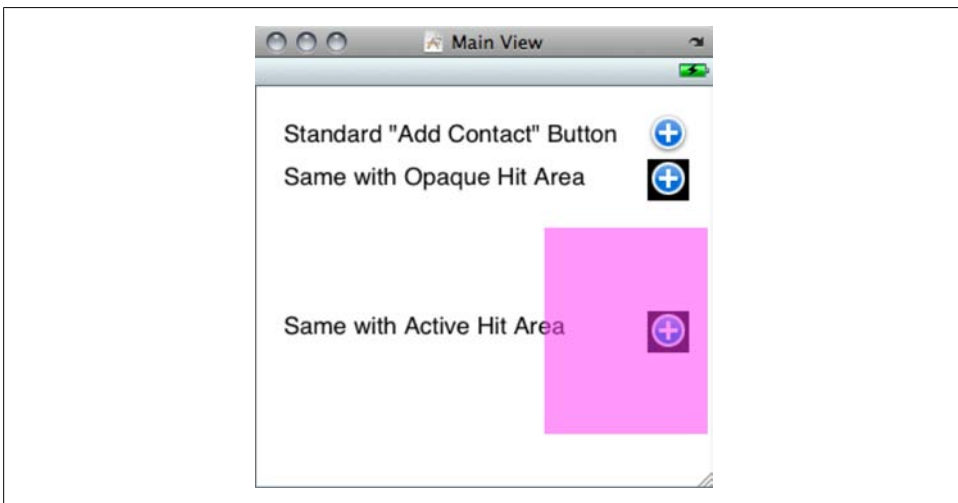 Main View
Standard "Add Contact" Button
Same with Opaque Hit Area
Same with Active Hit Area